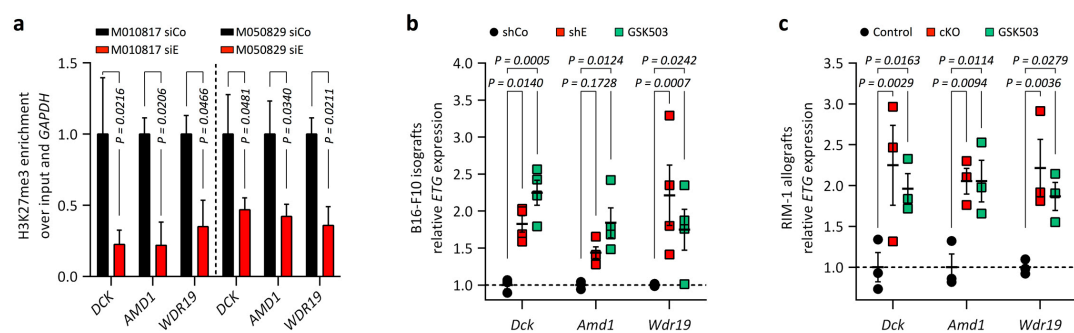 a
M010817 siCo
M050829 siCo
M010817 siE
M050829 siE
H3K27me3 enrichment
over input and GAPDH
1.5
1.0
0.5
0.0
P = 0.0216
P = 0.0206
P = 0.0466
P = 0.0481
P = 0.0340
P = 0.0211
DCK
AMD1
WDR19
DCK
AMD1
WDR19
b
shCo
shE
GSK503
B16-F10 isografts
relative ETG expression
P = 0.0005
P = 0.0124
P = 0.0242
P = 0.0140
P = 0.1728
P = 0.0007
4.0
3.5
3.0
2.5
2.0
1.5
1.0
Dck
Amd1
Wdr19
c
Control
cKO
GSK503
RIM-1 allografts
relative ETG expression
P = 0.0163
P = 0.0114
P = 0.0279
P = 0.0029
P = 0.0094
P = 0.0036
3.5
3.0
2.5
2.0
1.5
1.0
Dck
Amd1
Wdr19